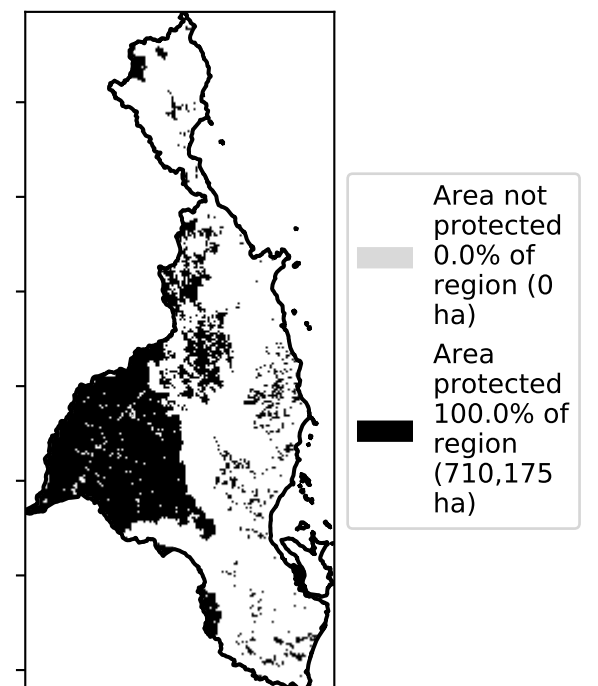 Area not
protected
0.0% of
region (0
ha)
Area
protected
100.0% of
region
(710,175
ha)